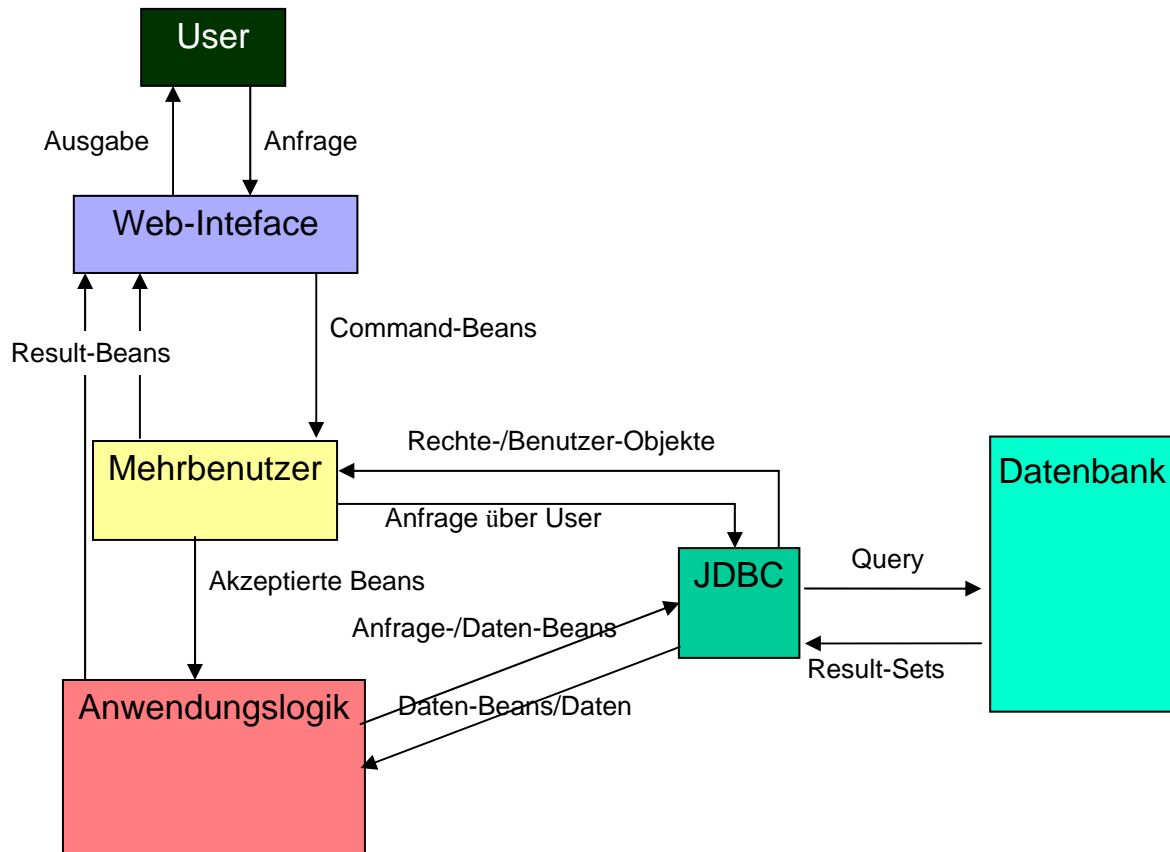 User
Ausgabe
Anfrage
Web-Inteface
Command-Beans
Result-Beans
Rechte-/Benutzer-Objekte
Mehrbenutzer
Datenbank
Anfrage über User
Query
JDBC
Akzeptierte Beans
Anfrage-/Daten-Beans
Result-Sets
Anwendungslogik
Daten-Beans/Daten